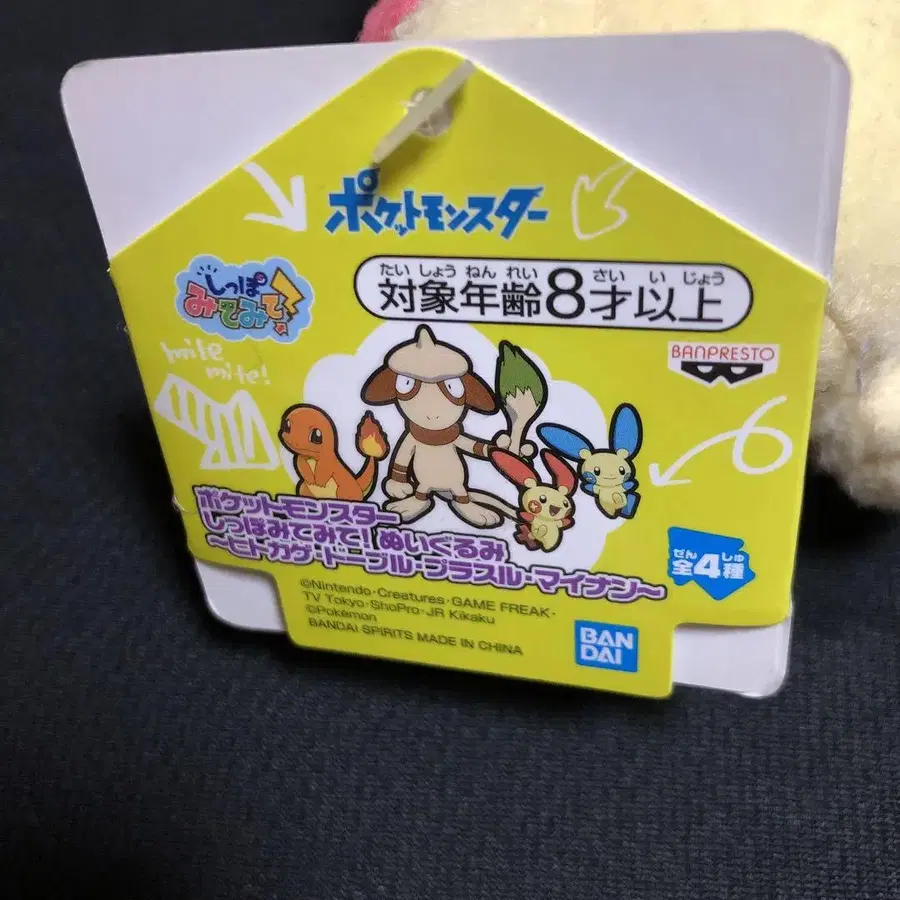 ポケットモンスター
しっぽ
みてみて!
mite
mite!
たいしょうねんれい さいいじょう
対象年齢8才以上
BANPRESTO
ポケットモンスター
しっぽみてみて!ぬいぐるみ
〜ヒトカゲ・ドーブル・プラスル・マイナン〜
ぜん しゅ
全4種
©Nintendo・Creatures・GAME FREAK・
TV Tokyo・ShoPro・JR Kikaku
©Pokémon
BANDAI SPIRITS MADE IN CHINA
BAN
DAI